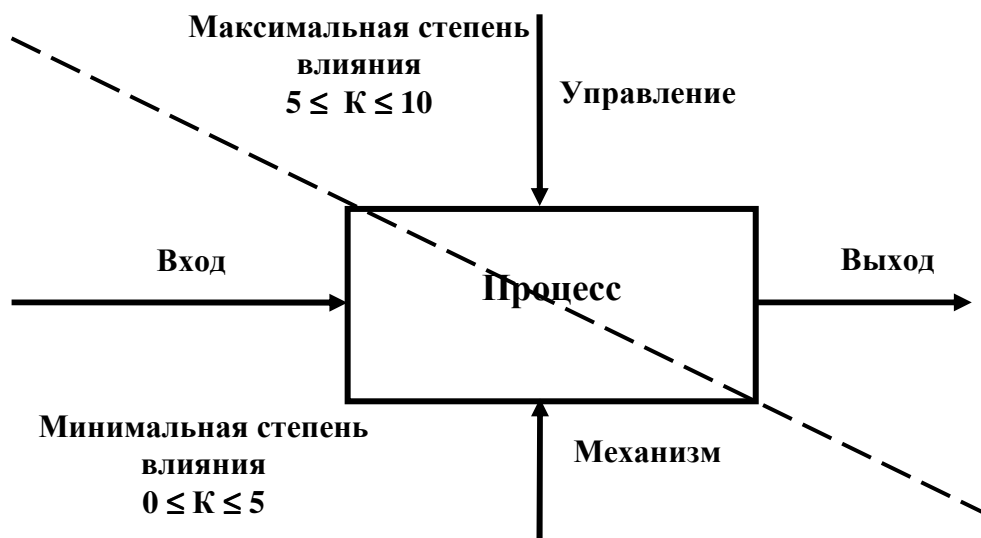 Максимальная степень
влияния
5 ≤ К ≤ 10
Управление
Вход
Процесс
Выход
Минимальная степень
влияния
0 ≤ К ≤ 5
Механизм